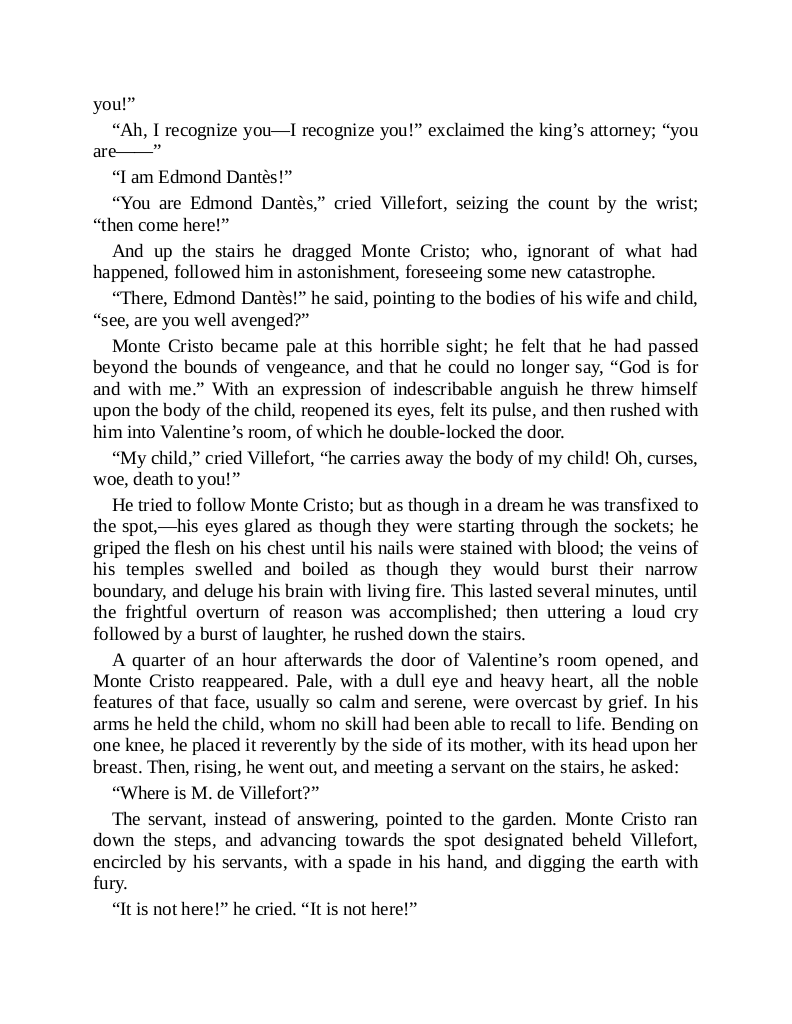 you!”
“Ah, I recognize you—I recognize you!” exclaimed the king’s attorney; “you
are——”
“I am Edmond Dantès!”
“You are Edmond Dantès,” cried Villefort, seizing the count by the wrist;
“then come here!”
And up the stairs he dragged Monte Cristo; who, ignorant of what had
happened, followed him in astonishment, foreseeing some new catastrophe.
“There, Edmond Dantès!” he said, pointing to the bodies of his wife and child,
“see, are you well avenged?”
Monte Cristo became pale at this horrible sight; he felt that he had passed
beyond the bounds of vengeance, and that he could no longer say, “God is for
and with me.” With an expression of indescribable anguish he threw himself
upon the body of the child, reopened its eyes, felt its pulse, and then rushed with
him into Valentine’s room, of which he double-locked the door.
“My child,” cried Villefort, “he carries away the body of my child! Oh, curses,
woe, death to you!”
He tried to follow Monte Cristo; but as though in a dream he was transfixed to
the spot,—his eyes glared as though they were starting through the sockets; he
griped the flesh on his chest until his nails were stained with blood; the veins of
his temples swelled and boiled as though they would burst their narrow
boundary, and deluge his brain with living fire. This lasted several minutes, until
the frightful overturn of reason was accomplished; then uttering a loud cry
followed by a burst of laughter, he rushed down the stairs.
A quarter of an hour afterwards the door of Valentine’s room opened, and
Monte Cristo reappeared. Pale, with a dull eye and heavy heart, all the noble
features of that face, usually so calm and serene, were overcast by grief. In his
arms he held the child, whom no skill had been able to recall to life. Bending on
one knee, he placed it reverently by the side of its mother, with its head upon her
breast. Then, rising, he went out, and meeting a servant on the stairs, he asked:
“Where is M. de Villefort?”
The servant, instead of answering, pointed to the garden. Monte Cristo ran
down the steps, and advancing towards the spot designated beheld Villefort,
encircled by his servants, with a spade in his hand, and digging the earth with
fury.
“It is not here!” he cried. “It is not here!”